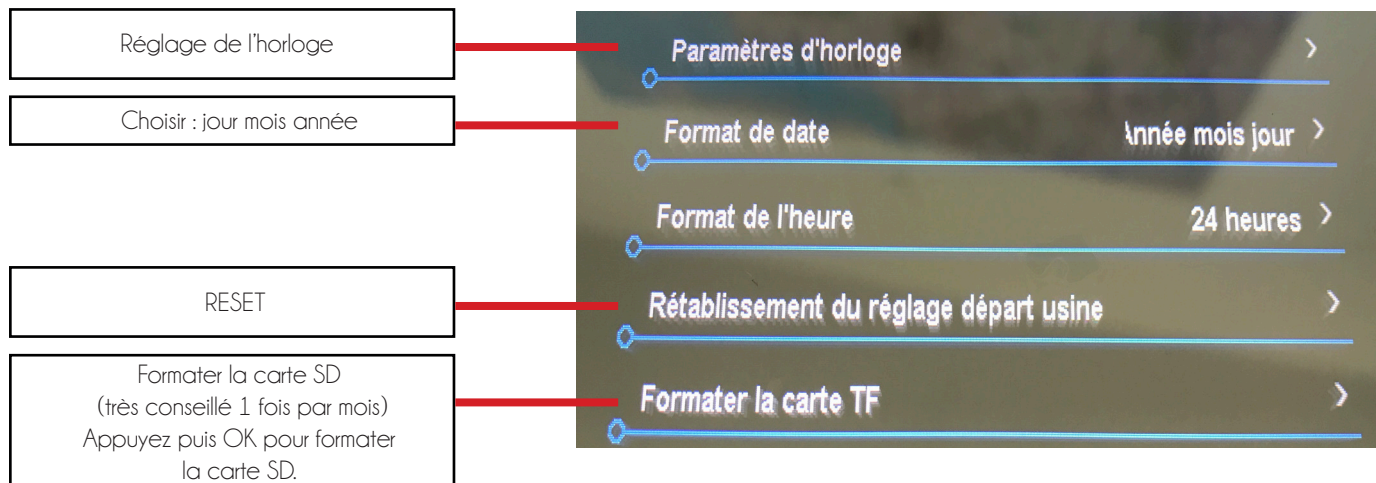 Réglage de l'horloge
Paramètres d'horloge
Choisir : jour mois année
Format de date
Année mois jour
Format de l'heure
24 heures
RESET
Rétablissement du réglage départ usine
Formater la carte SD
(très conseillé 1 fois par mois)
Appuyez puis OK pour formater
la carte SD.
Formater la carte TF